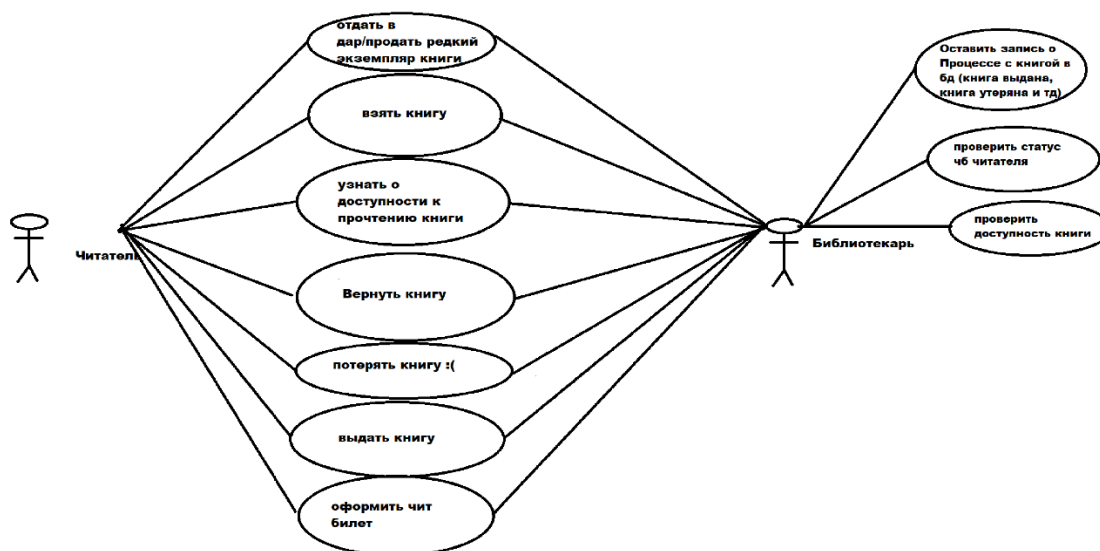 отдать в
дар/продать редкий
экземпляр книги
взять книгу
узнать о
доступности к
прочтению книги
Вернуть книгу
потерять книгу :(
выдать книгу
оформить чит
билет
Читатель
Библиотекарь
Оставить запись о
Процессе с книгой в
бд (книга выдана,
книга утеряна и тд)
проверить статус
чб читателя
проверить
доступность книги